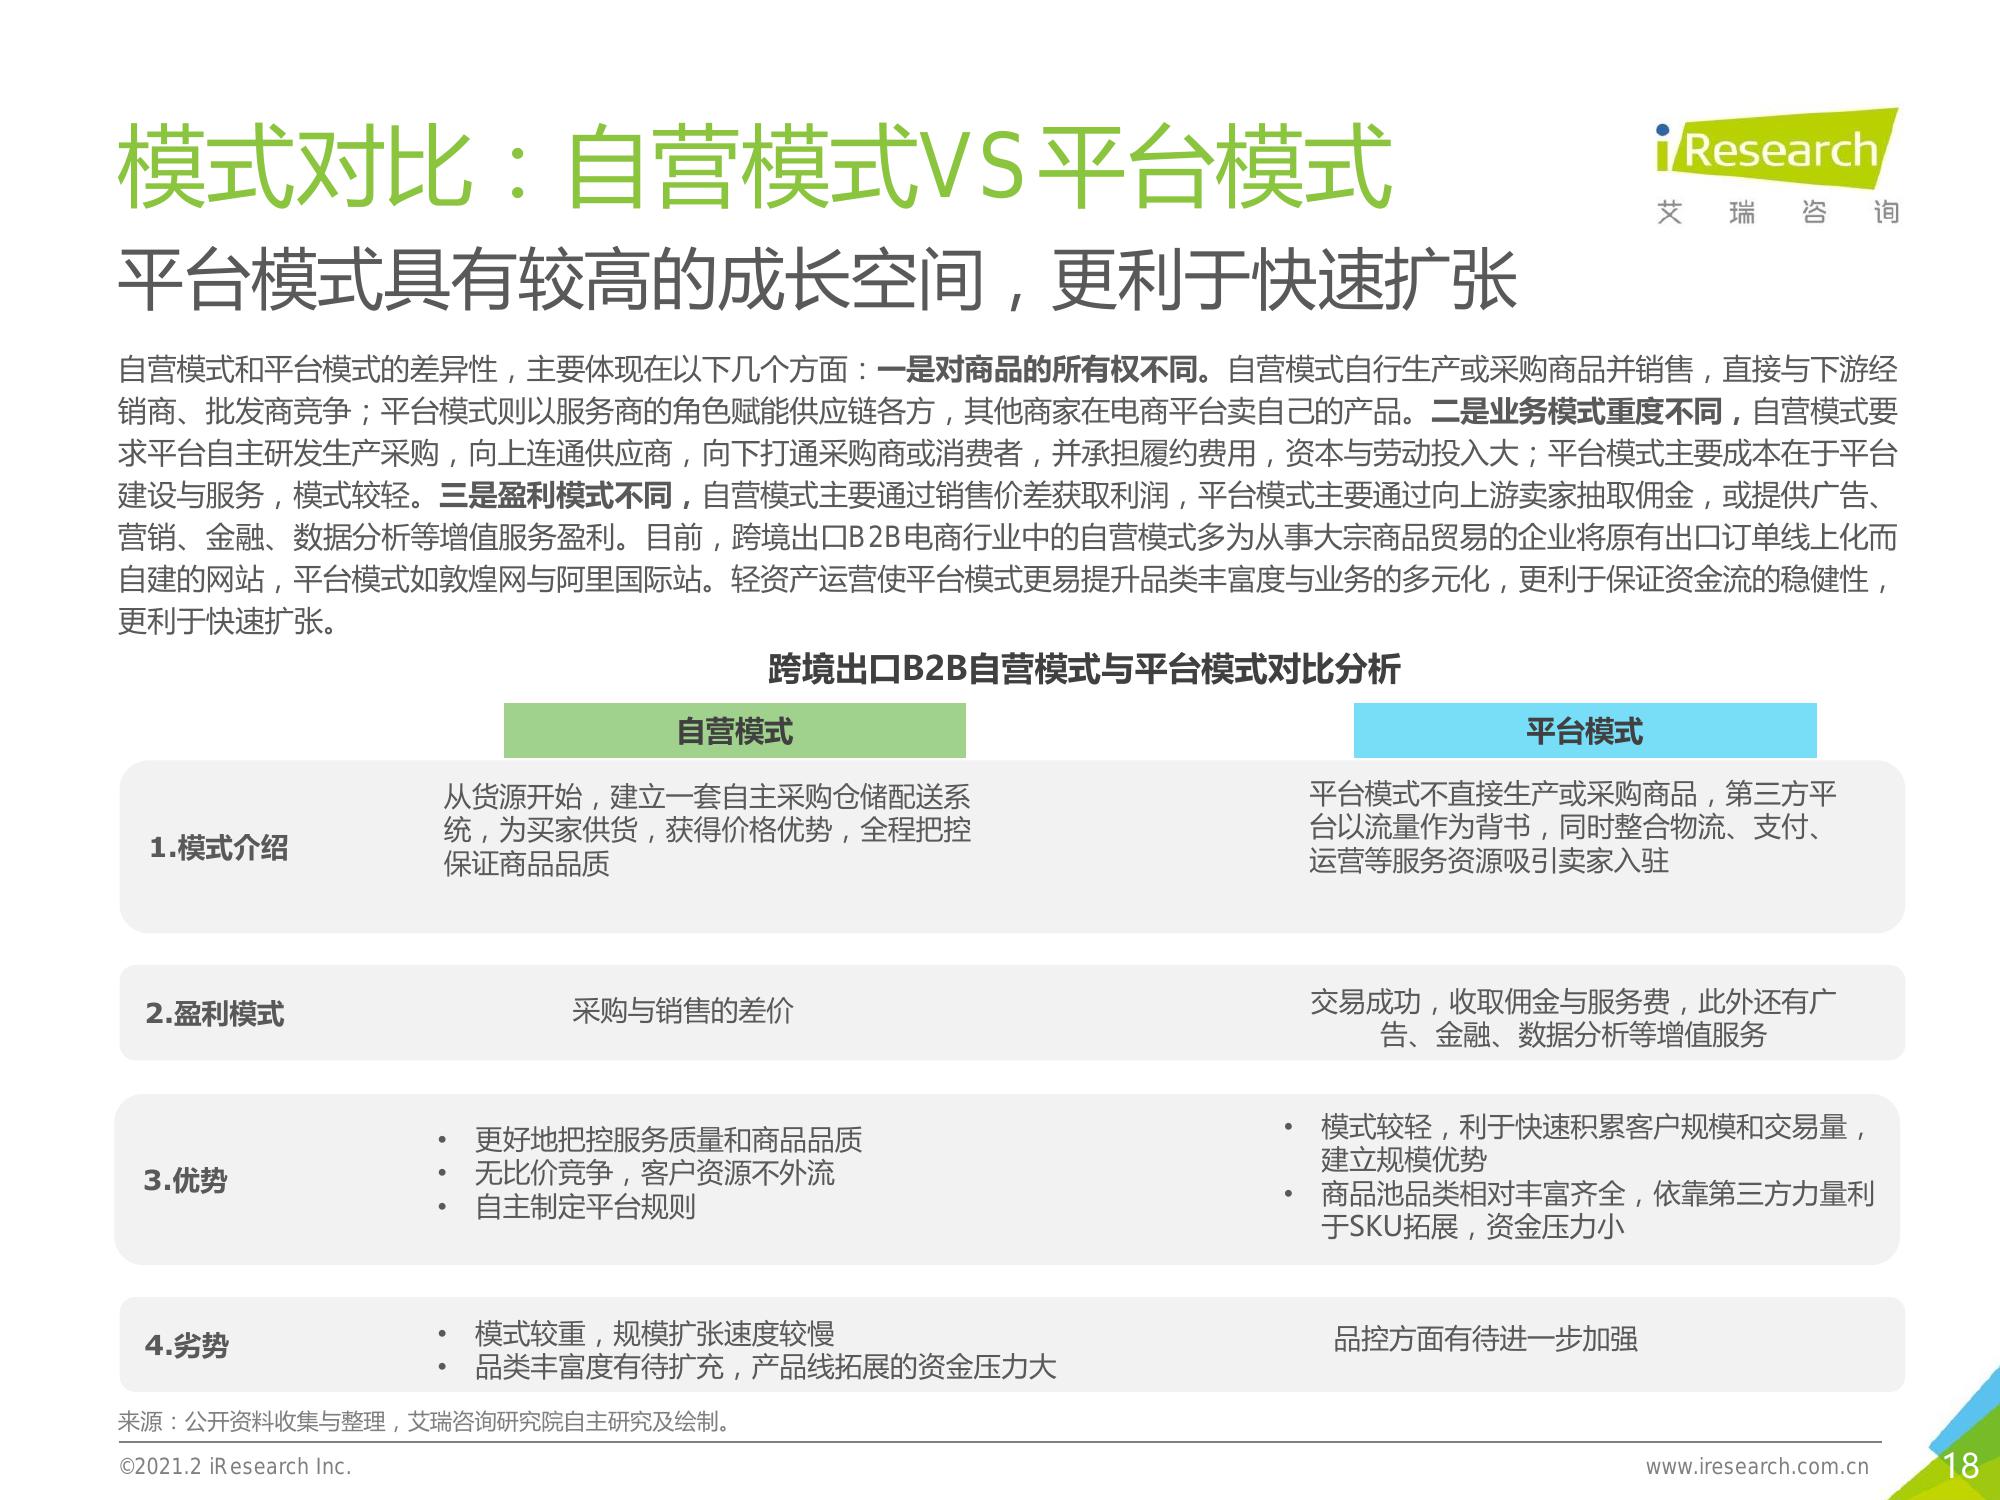 模式对比：自营模式VS平台模式
iResearch
艾瑞咨询
平台模式具有较高的成长空间，更利于快速扩张
自营模式和平台模式的差异性，主要体现在以下几个方面：一是对商品的所有权不同。自营模式自行生产或采购商品并销售，直接与下游经
销商、批发商竞争；平台模式则以服务商的角色赋能供应链各方，其他商家在电商平台卖自己的产品。二是业务模式重度不同，自营模式要
求平台自主研发生产采购，向上连通供应商，向下打通采购商或消费者，并承担履约费用，资本与劳动投入大；平台模式主要成本在于平台
建设与服务，模式较轻。三是盈利模式不同，自营模式主要通过销售价差获取利润，平台模式主要通过向上游卖家抽取佣金，或提供广告、
营销、金融、数据分析等增值服务盈利。目前，跨境出口B2B电商行业中的自营模式多为从事大宗商品贸易的企业将原有出口订单线上化而
自建的网站，平台模式如敦煌网与阿里国际站。轻资产运营使平台模式更易提升品类丰富度与业务的多元化，更利于保证资金流的稳健性，
更利于快速扩张。
跨境出口B2B自营模式与平台模式对比分析
自营模式
平台模式
1.模式介绍
从货源开始，建立一套自主采购仓储配送系
统，为买家供货，获得价格优势，全程把控
保证商品品质
平台模式不直接生产或采购商品，第三方平
台以流量作为背书，同时整合物流、支付、
运营等服务资源吸引卖家入驻
2.盈利模式
采购与销售的差价
交易成功，收取佣金与服务费，此外还有广
告、金融、数据分析等增值服务
3.优势
• 更好地把控服务质量和商品品质
• 无比价竞争，客户资源不外流
• 自主制定平台规则
• 模式较轻，利于快速积累客户规模和交易量，
建立规模优势
• 商品池品类相对丰富齐全，依靠第三方力量利
于SKU拓展，资金压力小
4.劣势
• 模式较重，规模扩张速度较慢
• 品类丰富度有待扩充，产品线拓展的资金压力大
品控方面有待进一步加强
来源：公开资料收集与整理，艾瑞咨询研究院自主研究及绘制。
©2021.2 iResearch Inc.
www.iresearch.com.cn
18